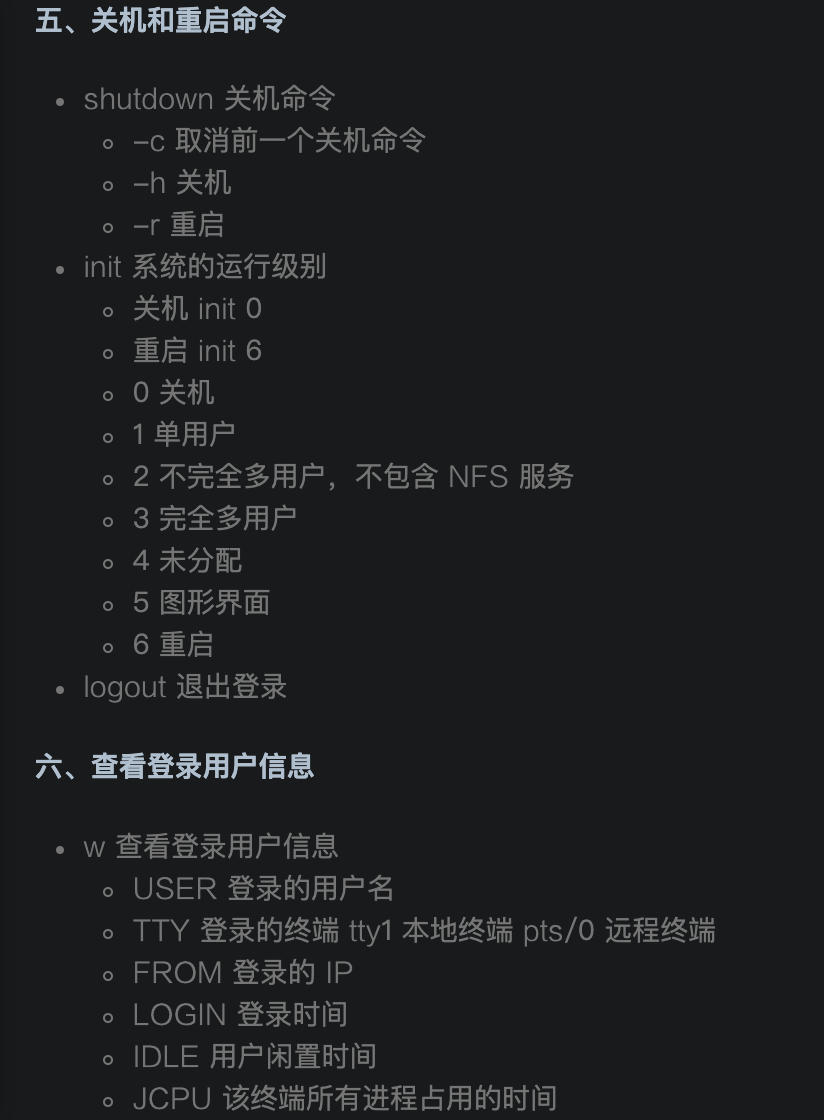 五、关机和重启命令
shutdown 关机命令
–c 取消前一个关机命令
–h 关机
–r 重启
init 系统的运行级别
关机 init 0
重启 init 6
0 关机
1 单用户
2 不完全多用户，不包含 NFS 服务
3 完全多用户
4 未分配
5 图形界面
6 重启
logout 退出登录
六、查看登录用户信息
w 查看登录用户信息
USER 登录的用户名
TTY 登录的终端 tty1 本地终端 pts/0 远程终端
FROM 登录的 IP
LOGIN 登录时间
IDLE 用户闲置时间
JCPU 该终端所有进程占用的时间